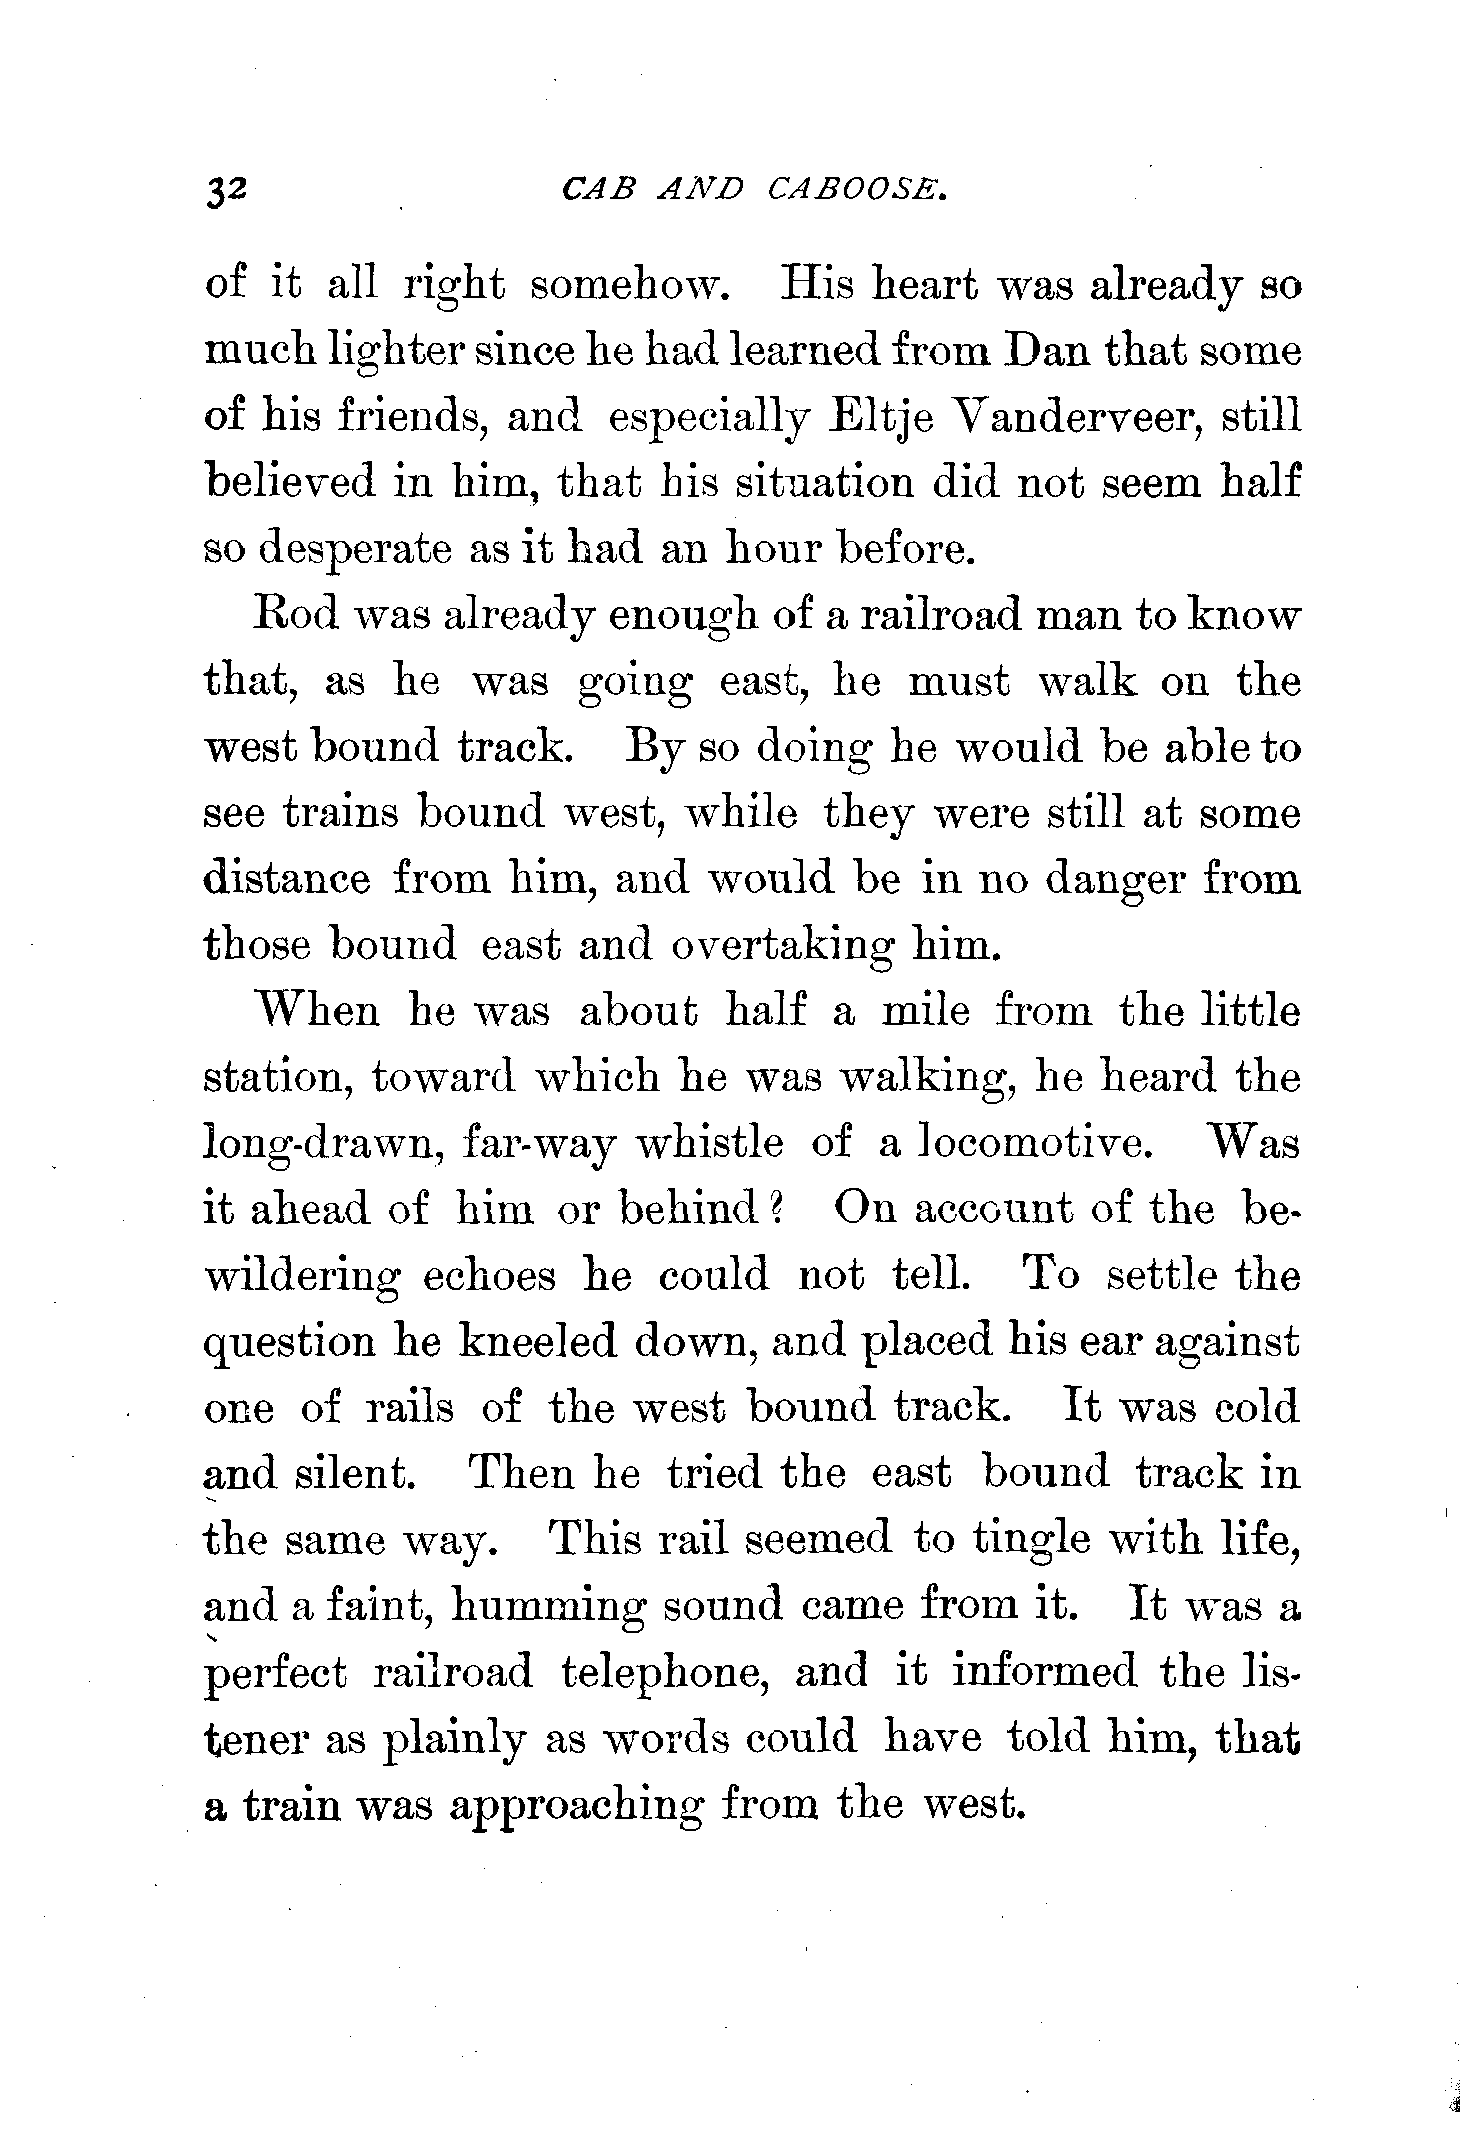 32 CAB AND CABOOSE.
of it all right somehow. His heart was already so
much lighter since he had learned from Dan that some
of his friends, and especially Eltje Vanderveer, still
believed in him, that his situation did not seem half
so desperate as it had an hour before.
Rod was already enough of a railroad man to know
that, as he was going east, he must walk on the
west bound track. By so doing he would be able to
see trains bound west, while they were still at some
distance from him, and would be in no danger from
those bound east and overtaking him.
When he was about half a mile from the little
station, toward which he was walking, he heard the
long-drawn, far-way whistle of a locomotive. Was
it ahead of him or behind? On account of the be-
wildering echoes he could not tell. To settle the
question he kneeled down, and placed his ear against
one of rails of the west bound track. It was cold
and silent. Then he tried the east bound track in
the same way. This rail seemed to tingle with life,
and a faint, humming sound came from it. It was a
perfect railroad telephone, and it informed the lis-
tener as plainly as words could have told him, that
a train was approaching from the west.